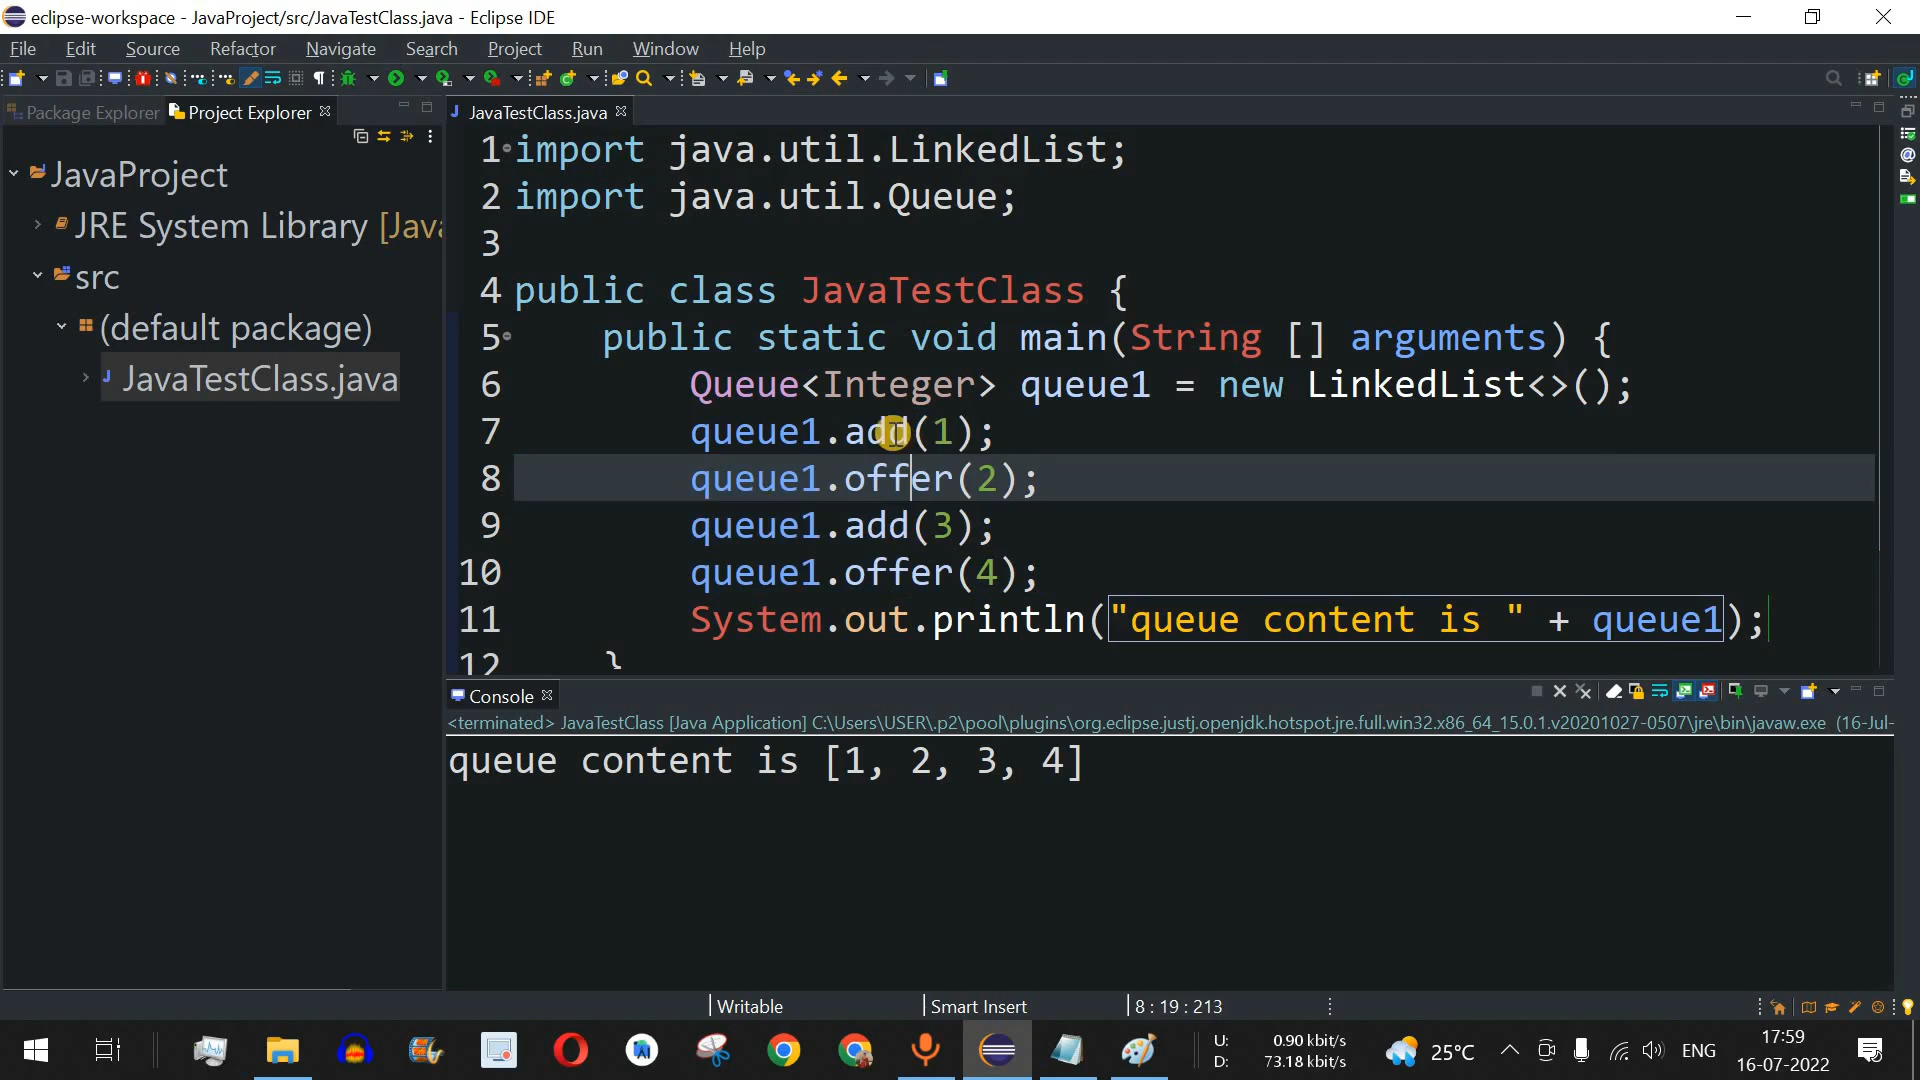 eclipse-workspace - JavaProject/src/JavaTestClass.java - Eclipse IDE
File Edit Source Refactor Navigate Search Project Run Window Help
Package Explorer Project Explorer
JavaTestClass.java
JavaProject
JRE System Library [Java
src
(default package)
JavaTestClass.java
1 import java.util.LinkedList;
2 import java.util.Queue;
3
4 public class JavaTestClass {
5 public static void main(String [] arguments) {
6 Queue<Integer> queue1 = new LinkedList<>();
7 queue1.add(1);
8 queue1.offer(2);
9 queue1.add(3);
10 queue1.offer(4);
11 System.out.println("queue content is " + queue1);
12 }
Console
<terminated> JavaTestClass [Java Application] C:\Users\USER\.p2\pool\plugins\org.eclipse.justj.openjdk.hotspot.jre.full.win32.x86_64_15.0.1.v20201027-0507\jre\bin\javaw.exe (16-Jul-
queue content is [1, 2, 3, 4]
Writable Smart Insert 8 : 19 : 213
U: 0.90 kbit/s
D: 73.18 kbit/s
25°C
ENG
17:59
16-07-2022